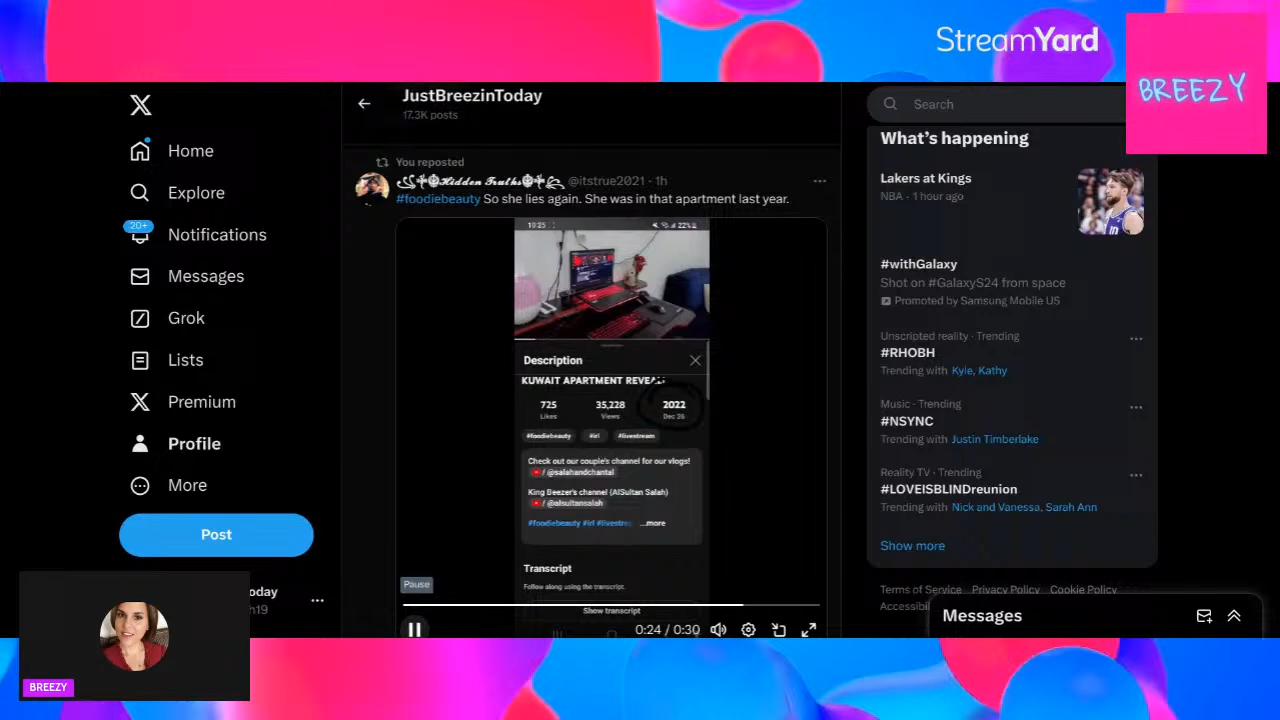 StreamYard
BREEZY
JustBreezinToday
17.3K posts
Search
Home
Explore
20+
Notifications
Messages
Grok
Lists
Premium
Profile
More
Post
oday
h19
You reposted
Hidden Truths @itstrue2021 · 1h
#foodiebeauty So she lies again. She was in that apartment last year.
10:25
22%
Description
KUWAIT APARTMENT REVEAL
725
35,228
2022
Likes
Views
Dec 26
#foodiebeauty
#irl
#livestream
Check out our couple's channel for our vlogs!
/ @salahandchantal
King Beezer's channel (AlSultan Salah)
/ @alsultansalah
#foodiebeauty #irl #livestre ...more
Transcript
Follow along using the transcript.
Show transcript
Pause
0:24 / 0:30
What's happening
Lakers at Kings
NBA · 1 hour ago
#withGalaxy
Shot on #GalaxyS24 from space
Promoted by Samsung Mobile US
Unscripted reality · Trending
#RHOBH
Trending with Kyle, Kathy
Music · Trending
#NSYNC
Trending with Justin Timberlake
Reality TV · Trending
#LOVEISBLINDreunion
Trending with Nick and Vanessa, Sarah Ann
Show more
Terms of Service Privacy Policy Cookie Policy
Accessibil
Messages
BREEZY